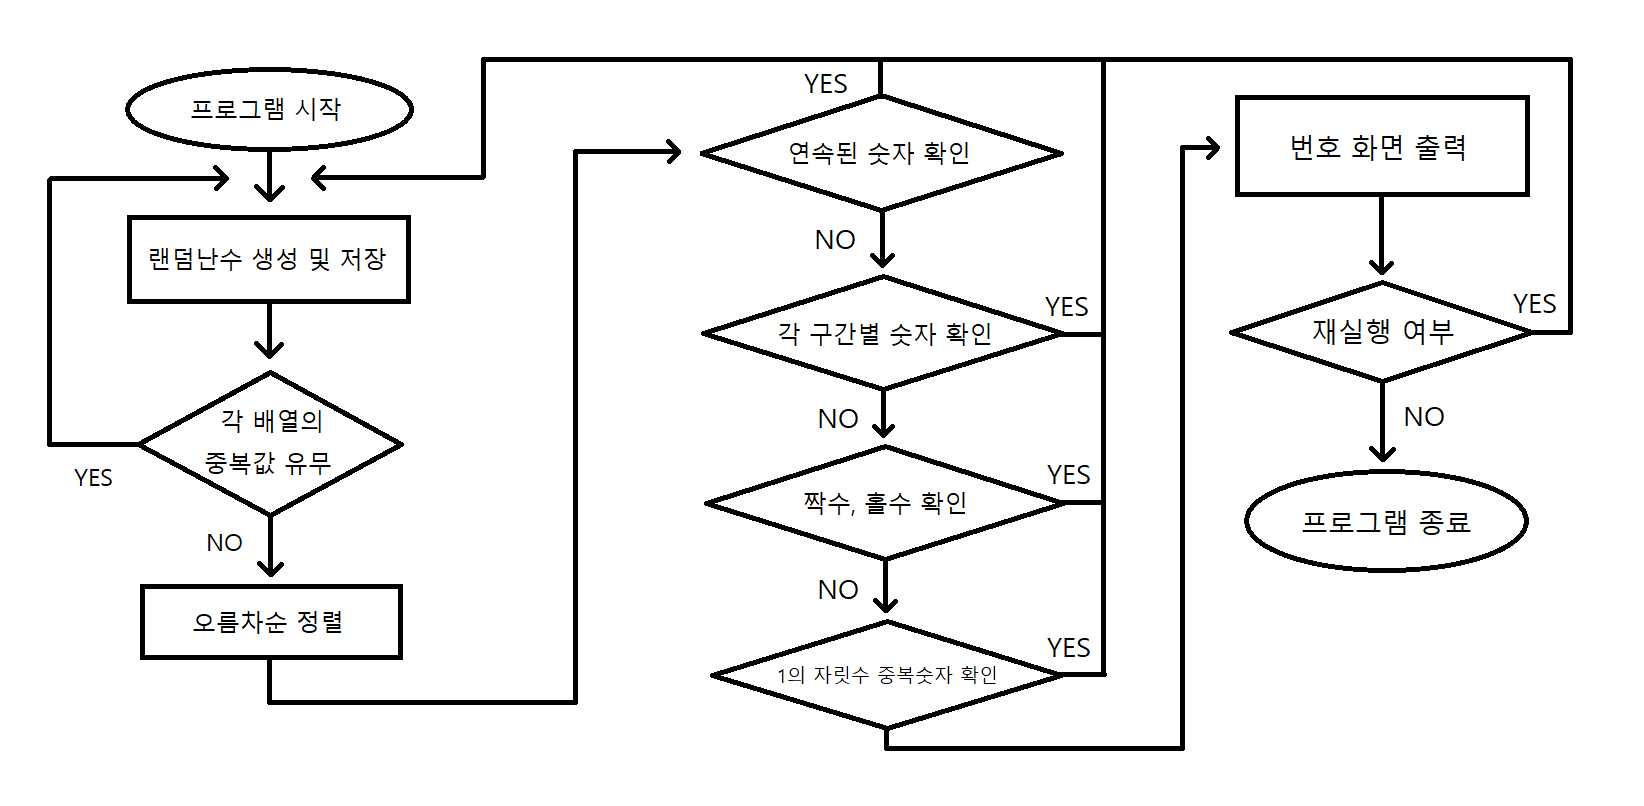 프로그램 시작
랜덤난수 생성 및 저장
각 배열의
중복값 유무
YES
NO
오름차순 정렬
YES
연속된 숫자 확인
NO
각 구간별 숫자 확인
YES
NO
짝수, 홀수 확인
YES
NO
1의 자릿수 중복숫자 확인
YES
번호 화면 출력
재실행 여부
YES
NO
프로그램 종료